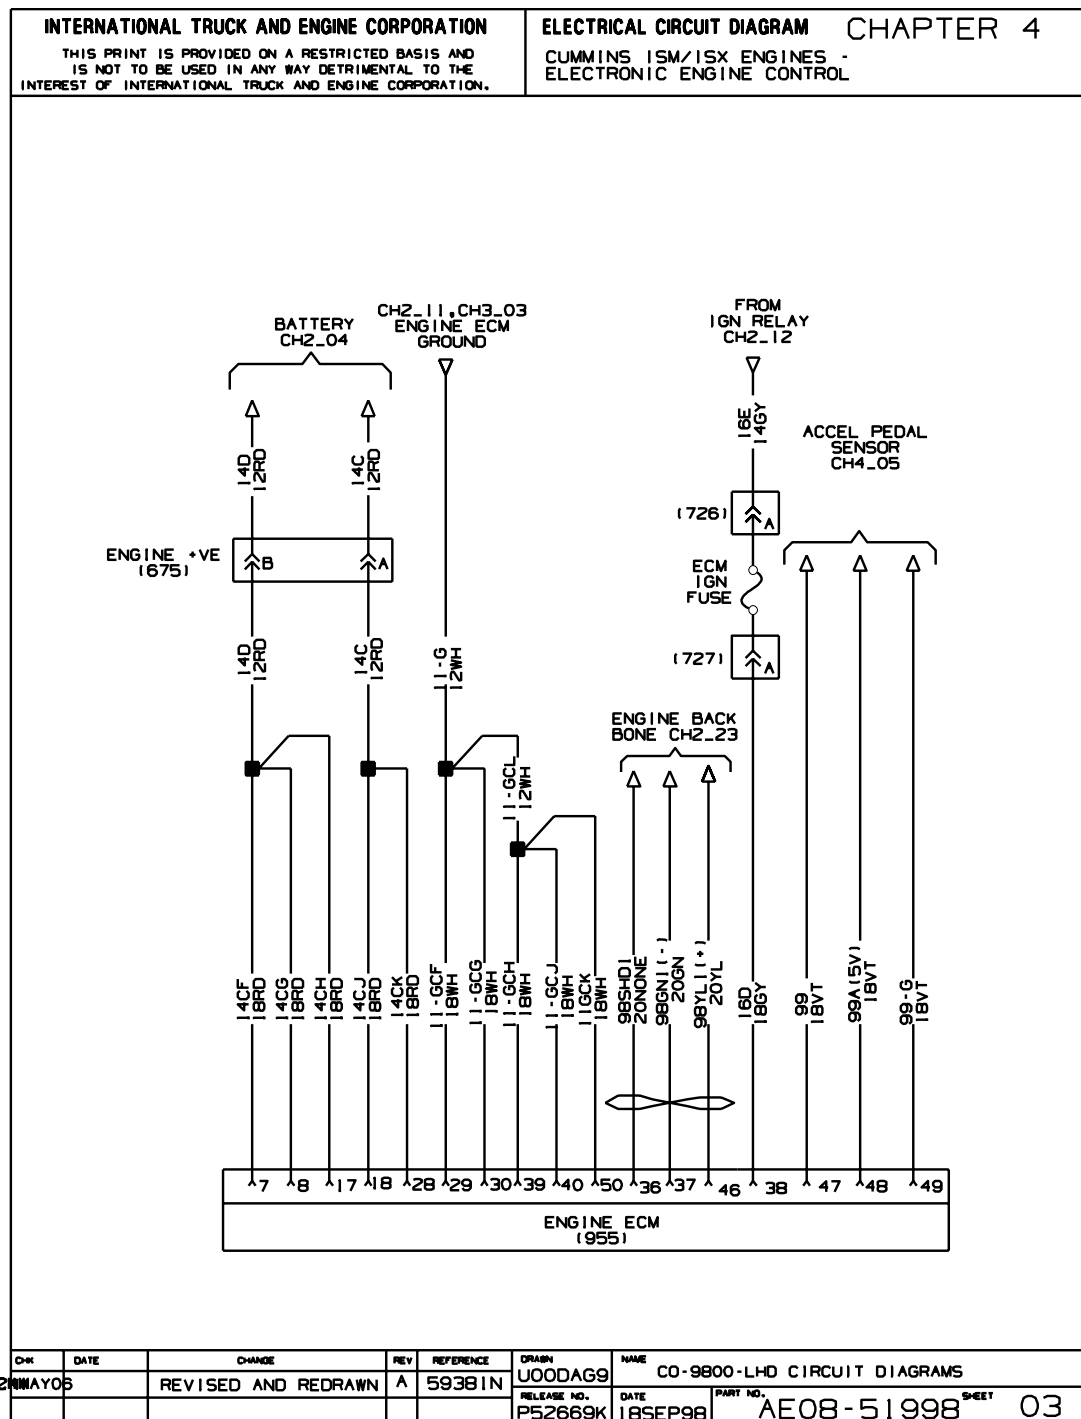 INTERNATIONAL TRUCK AND ENGINE CORPORATION
THIS PRINT IS PROVIDED ON A RESTRICTED BASIS AND
IS NOT TO BE USED IN ANY WAY DETRIMENTAL TO THE
INTEREST OF INTERNATIONAL TRUCK AND ENGINE CORPORATION.
ELECTRICAL CIRCUIT DIAGRAM CHAPTER 4
CUMMINS ISM/ISX ENGINES -
ELECTRONIC ENGINE CONTROL
BATTERY
CH2_04
CH2_11,CH3_03
ENGINE ECM
GROUND
FROM
IGN RELAY
CH2_12
ACCEL PEDAL
SENSOR
CH4_05
14D
12RD
14C
12RD
16E
14GY
(726)
A
ENGINE +VE
(675)
B
A
ECM
IGN
FUSE
(727)
A
14D
12RD
14C
12RD
11-G
12WH
ENGINE BACK
BONE CH2_23
11-GCL
12WH
14CF
18RD
14CG
18RD
14CH
18RD
14CJ
18RD
14CK
18RD
11-GCF
18WH
11-GCG
18WH
11-GCH
18WH
11-GCJ
18WH
11GCK
18WH
98SHD1
20NONE
98GN1(-)
20GN
98YL1(+)
20YL
16D
18GY
99
18VT
99A(5V)
18VT
99-G
18VT
7 8 17 18 28 29 30 39 40 50 36 37 46 38 47 48 49
ENGINE ECM
(955)
CHK DATE CHANGE REV REFERENCE DRAWN NAME
REVISED AND REDRAWN A 59381N U00DAG9 CO-9800-LHD CIRCUIT DIAGRAMS
RELEASE NO. DATE PART NO. SHEET
P52669K 18SEP98 AE08-51998 03